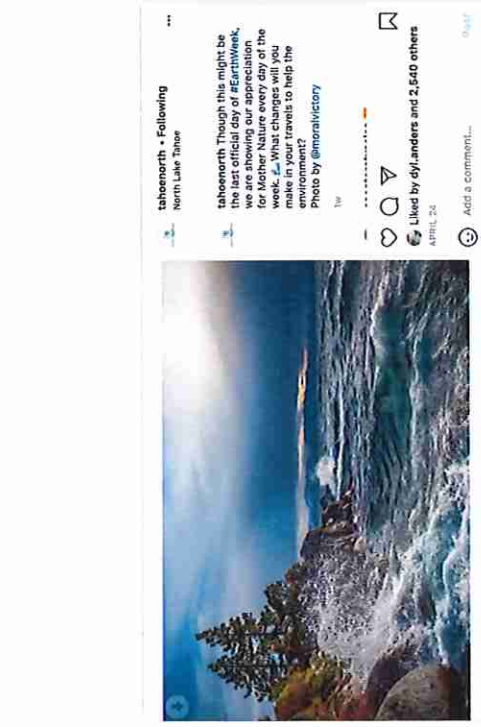 tahoenorth • Following
North Lake Tahoe
tahoenorth Though this might be
the last official day of #EarthWeek,
we are showing our appreciation
for Mother Nature every day of the
week. 🌊 What changes will you
make in your travels to help the
environment?
Photo by @moralvictory
1w
Liked by dyl.anders and 2,540 others
APRIL 24
Add a comment...
Post